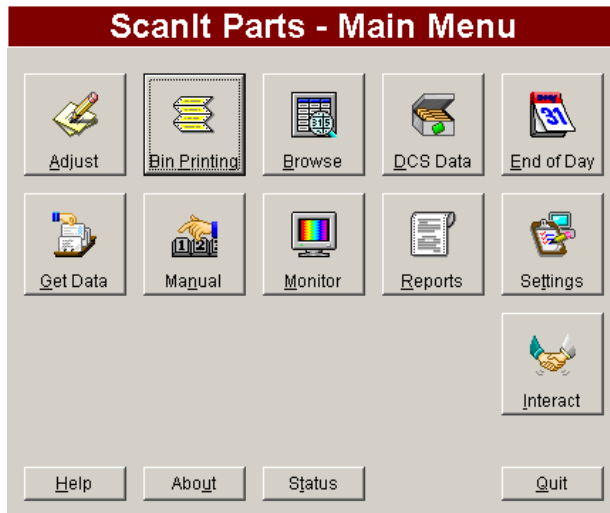 ScanIt Parts - Main Menu
Adjust
Bin Printing
Browse
DCS Data
End of Day
Get Data
Manual
Monitor
Reports
Settings
Interact
Help
About
Status
Quit